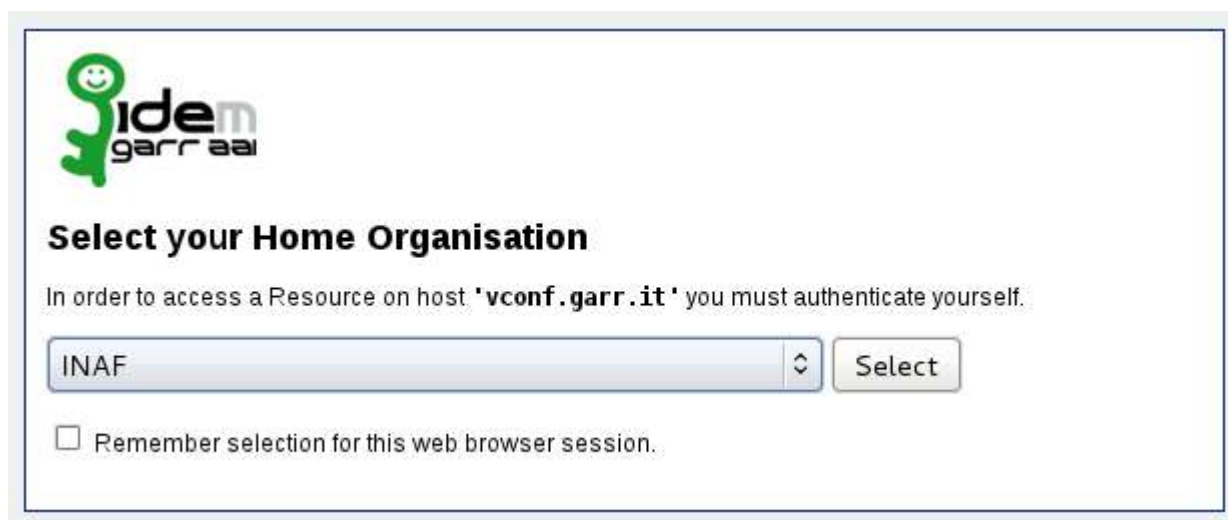 idem
garr aai
Select your Home Organisation
In order to access a Resource on host 'vconf.garr.it' you must authenticate yourself.
INAF
Select
Remember selection for this web browser session.